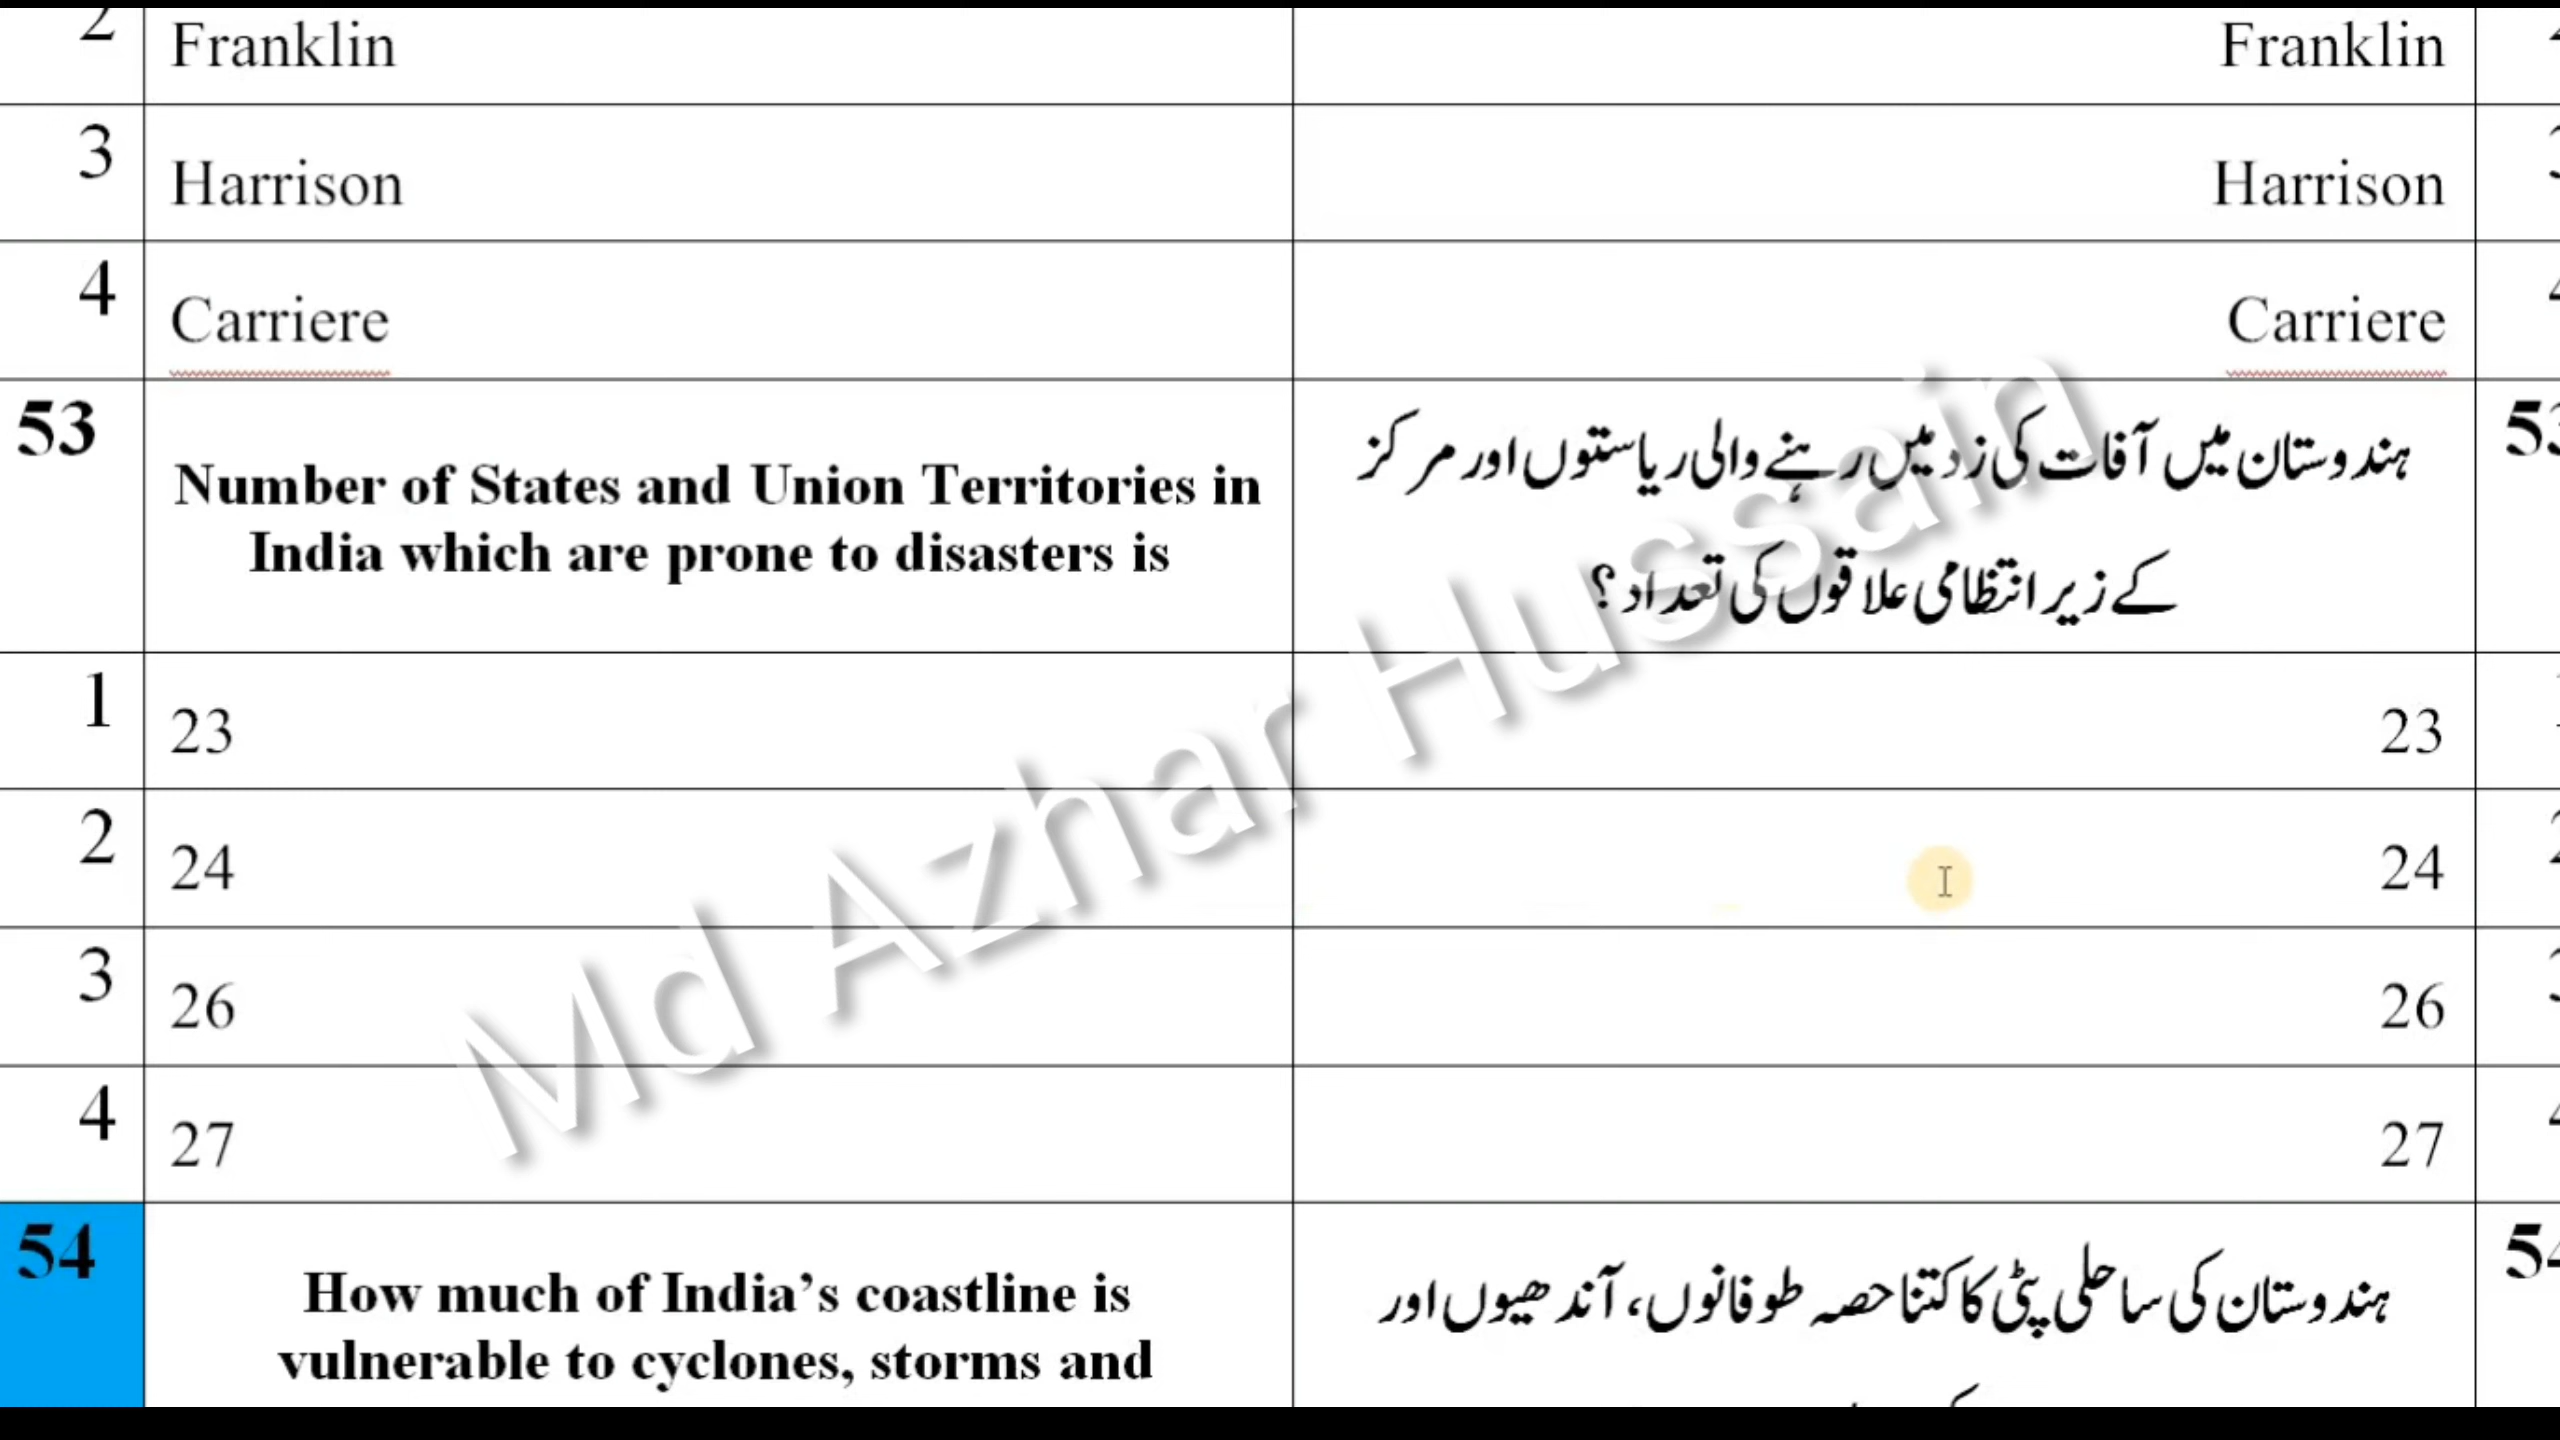 2 Franklin Franklin
3 Harrison Harrison
4 Carriere Carriere
53 Number of States and Union Territories in
India which are prone to disasters is
ہندوستان میں آفات کی زد میں رہنے والی ریاستوں اور مرکز
کے زیر انتظامی علاقوں کی تعداد؟
53
1 23 23
2 24 24
3 26 26
4 27 27
54 How much of India’s coastline is
vulnerable to cyclones, storms and
ہندوستان کی ساحلی پٹی کا کتنا حصہ طوفانوں، آندھیوں اور
Md Azhar Hussain